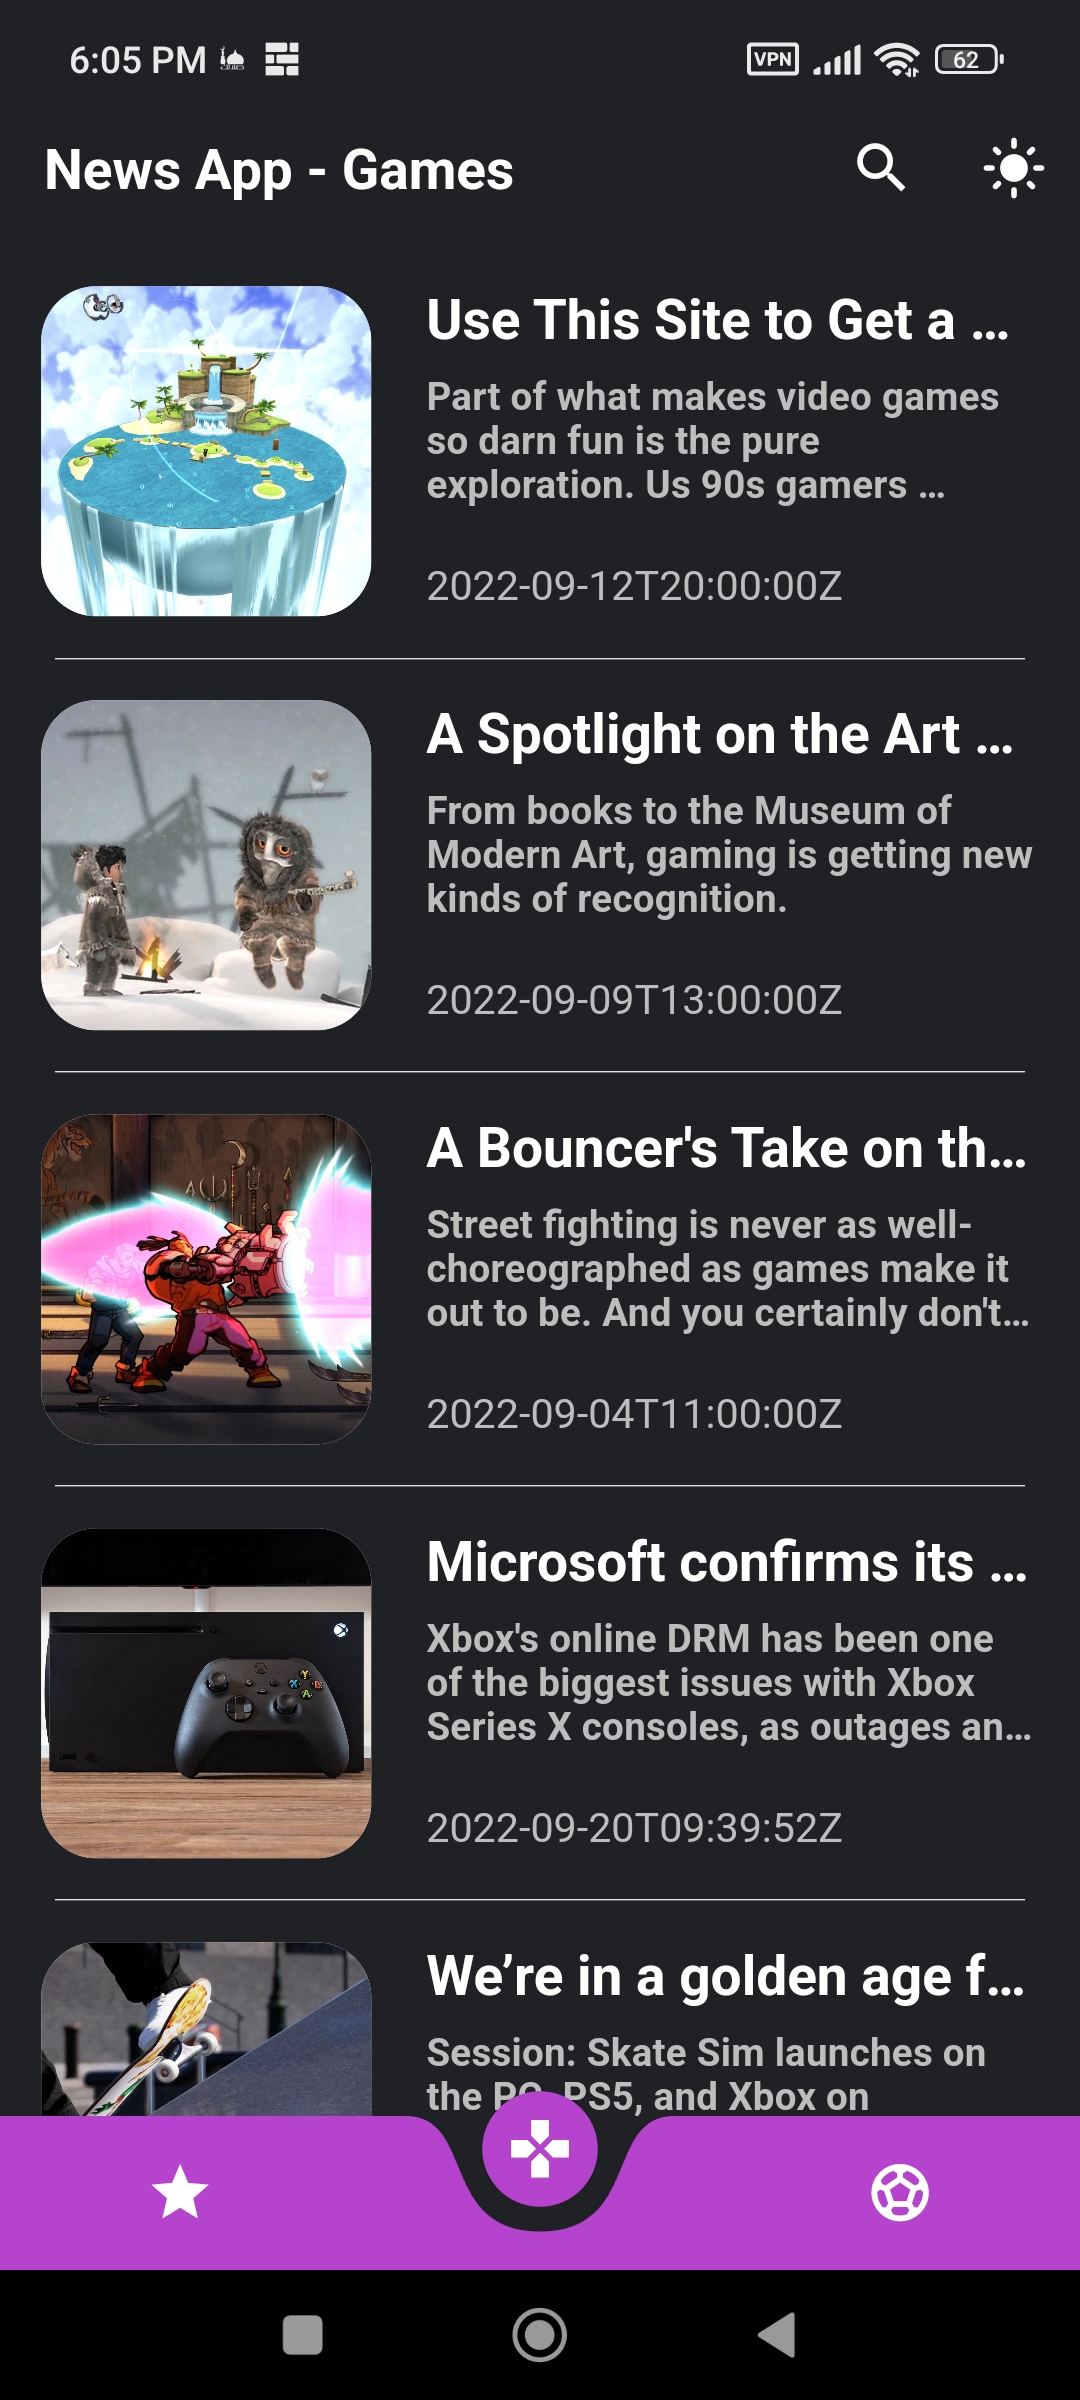 6:05 PM
VPN
62
News App - Games
Use This Site to Get a ...
Part of what makes video games
so darn fun is the pure
exploration. Us 90s gamers ...
2022-09-12T20:00:00Z
A Spotlight on the Art ...
From books to the Museum of
Modern Art, gaming is getting new
kinds of recognition.
2022-09-09T13:00:00Z
A Bouncer's Take on th...
Street fighting is never as well-
choreographed as games make it
out to be. And you certainly don't...
2022-09-04T11:00:00Z
Microsoft confirms its ...
Xbox's online DRM has been one
of the biggest issues with Xbox
Series X consoles, as outages an...
2022-09-20T09:39:52Z
We’re in a golden age f...
Session: Skate Sim launches on
the PC, PS5, and Xbox on